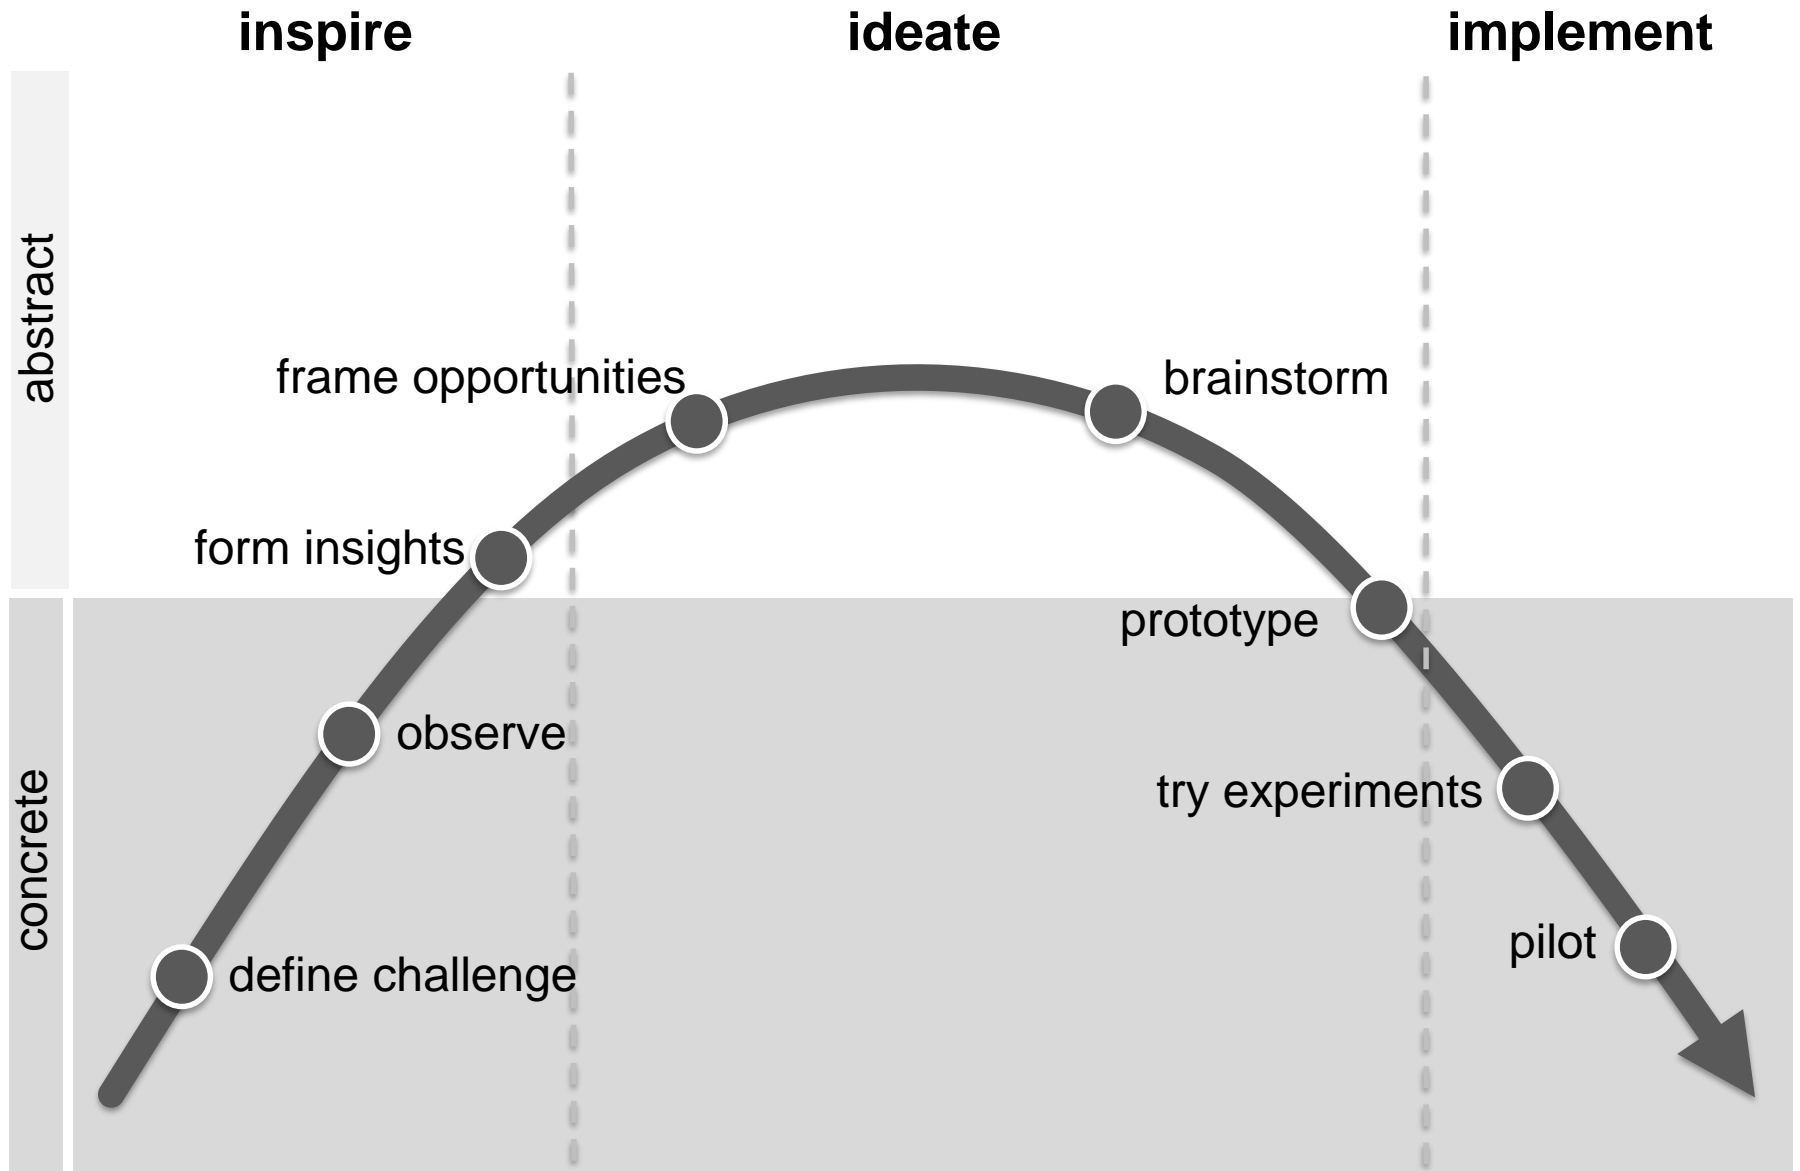 inspire
ideate
implement
abstract
frame opportunities
brainstorm
form insights
prototype
observe
try experiments
concrete
pilot
define challenge